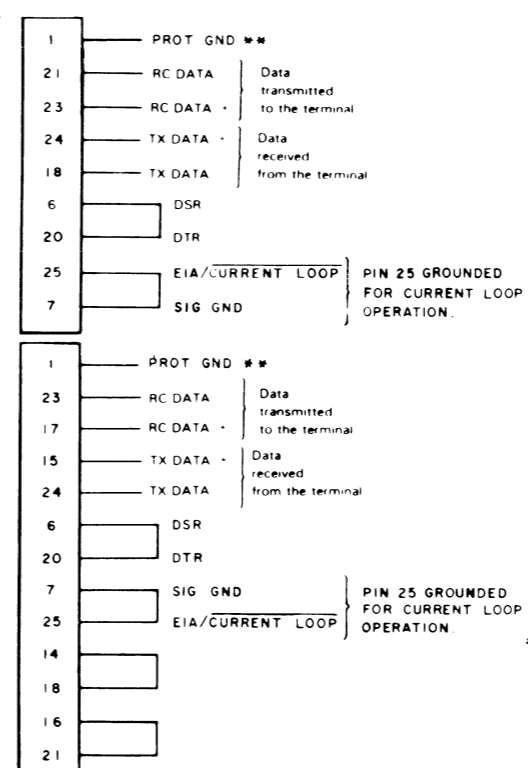 1 PROT GND **
21 RC DATA
23 RC DATA +
Data
transmitted
to the terminal
24 TX DATA +
18 TX DATA
Data
received
from the terminal
6 DSR
20 DTR
25 EIA/CURRENT LOOP
7 SIG GND
PIN 25 GROUNDED
FOR CURRENT LOOP
OPERATION.
1 PROT GND **
23 RC DATA
17 RC DATA +
Data
transmitted
to the terminal
15 TX DATA +
24 TX DATA
Data
received
from the terminal
6 DSR
20 DTR
7 SIG GND
25 EIA/CURRENT LOOP
PIN 25 GROUNDED
FOR CURRENT LOOP
OPERATION.
14
18
16
21